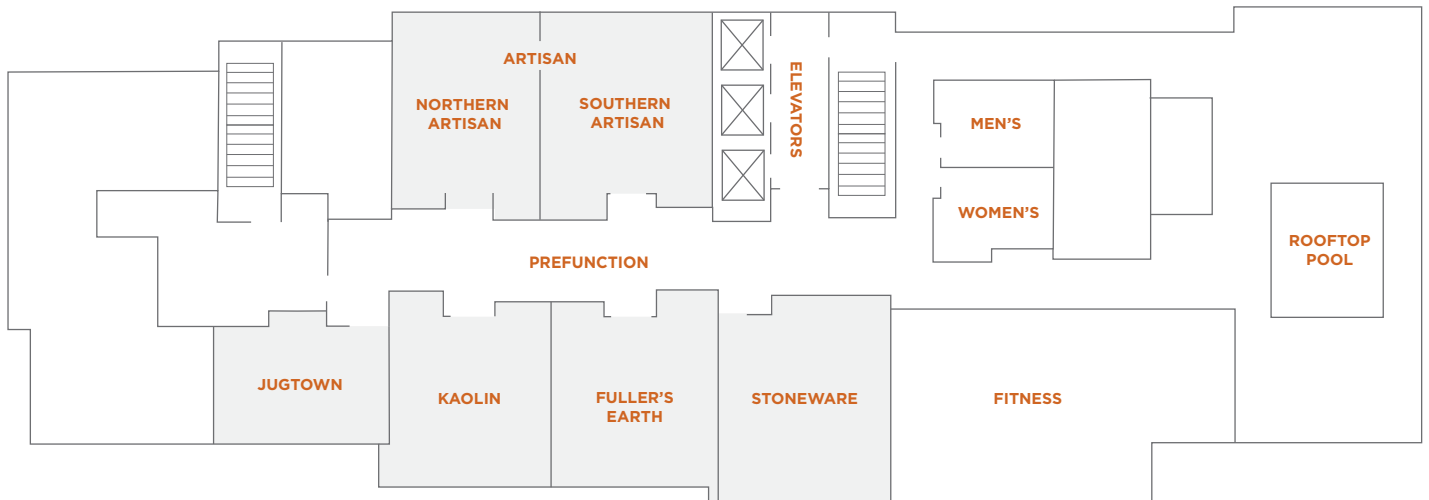 ARTISAN
NORTHERN
ARTISAN
SOUTHERN
ARTISAN
ELEVATORS
MEN'S
WOMEN'S
ROOFTOP
POOL
PREFUNCTION
JUGTOWN
KAOLIN
FULLER'S
EARTH
STONEWARE
FITNESS